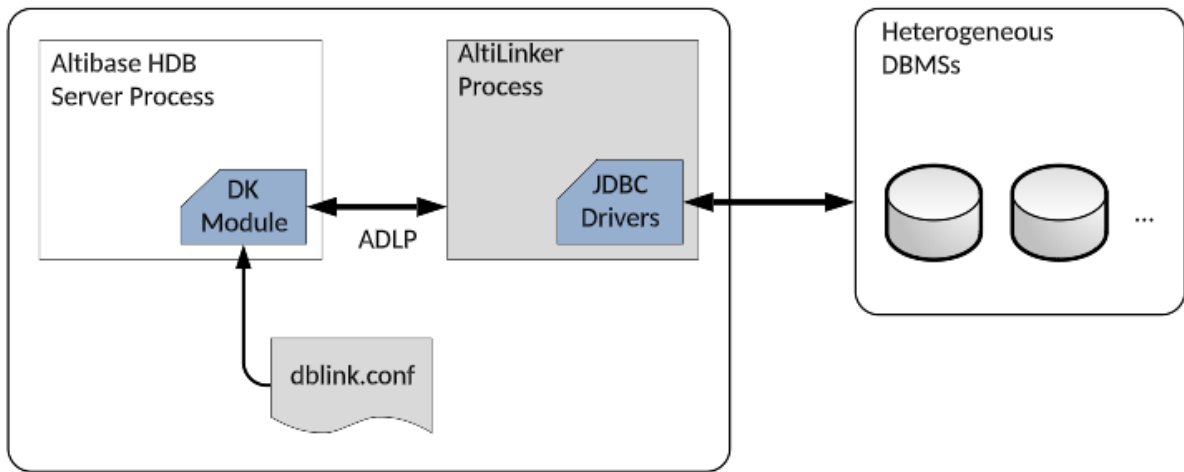 Altibase HDB
Server Process
AltiLinker
Process
Heterogeneous
DBMSs
DK
Module
ADLP
JDBC
Drivers
...
dblink.conf